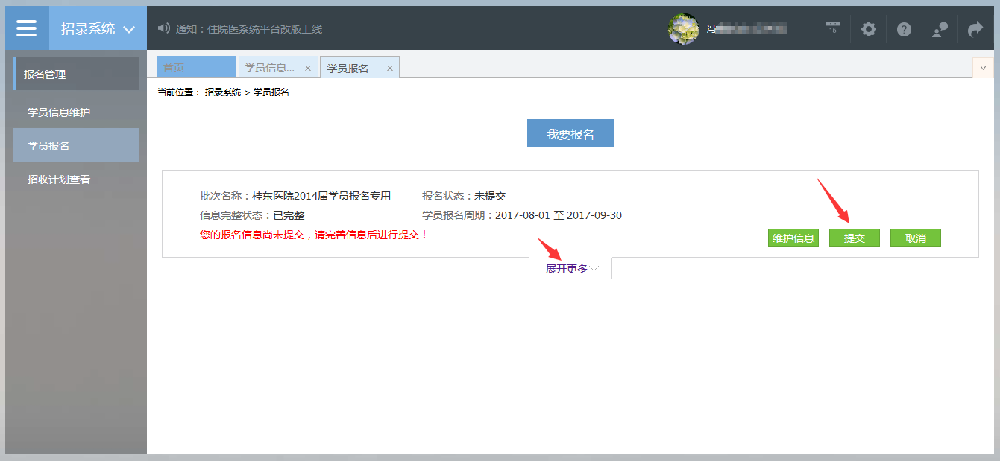 招录系统
通知：住院医系统平台改版上线
冯
15
?
报名管理
学员信息维护
学员报名
招收计划查看
首页
学员信息... ×
学员报名 ×
当前位置： 招录系统 > 学员报名
我要报名
批次名称：桂东医院2014届学员报名专用 报名状态：未提交
信息完整状态：已完整 学员报名周期：2017-08-01 至 2017-09-30
您的报名信息尚未提交，请完善信息后进行提交！
维护信息 提交 取消
展开更多